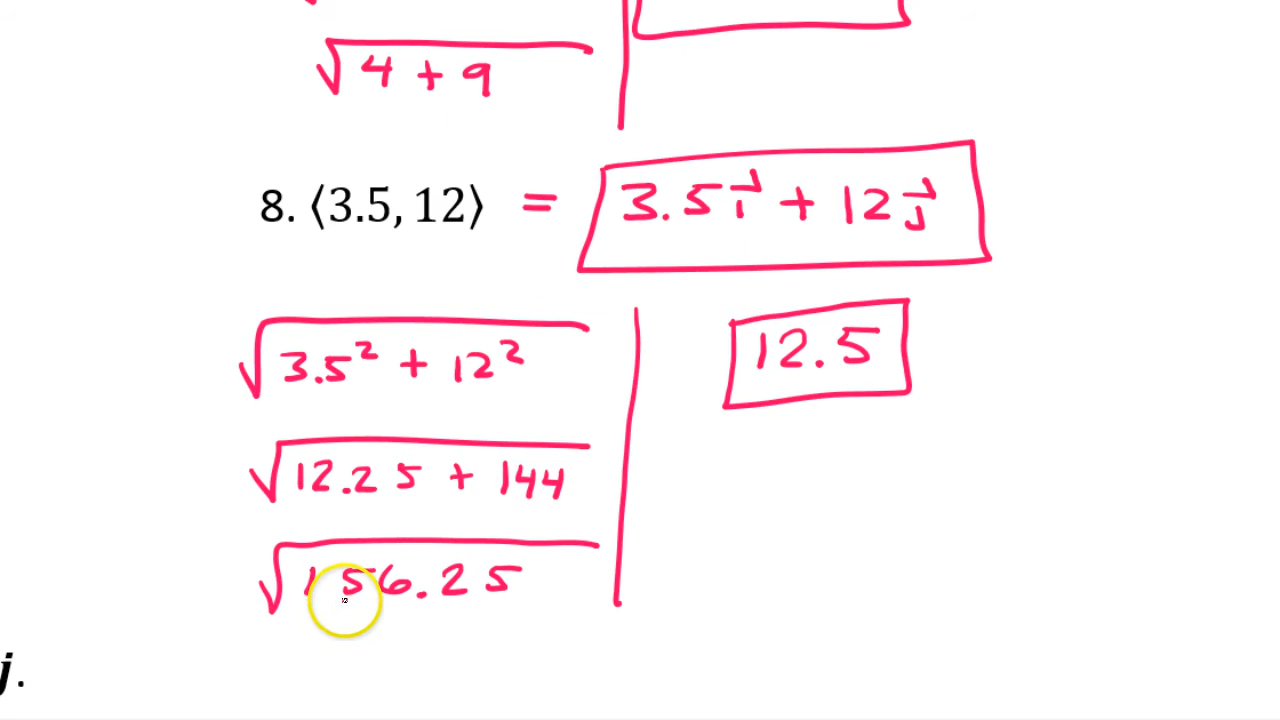 √4 + 9
8. ⟨3.5, 12⟩ = 3.5i⃗ + 12j⃗
√3.5² + 12²
√12.25 + 144
√156.25
12.5
j.